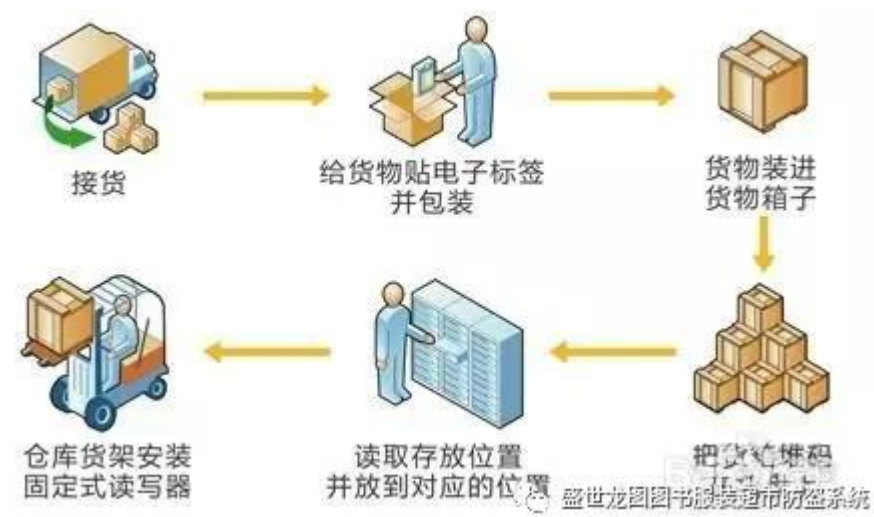 接货
给货物贴电子标签
并包装
货物装进
货物箱子
仓库货架安装
固定式读写器
读取存放位置
并放到对应的位置
把货 堆码
盛世龙图图书服装超市防盗系统